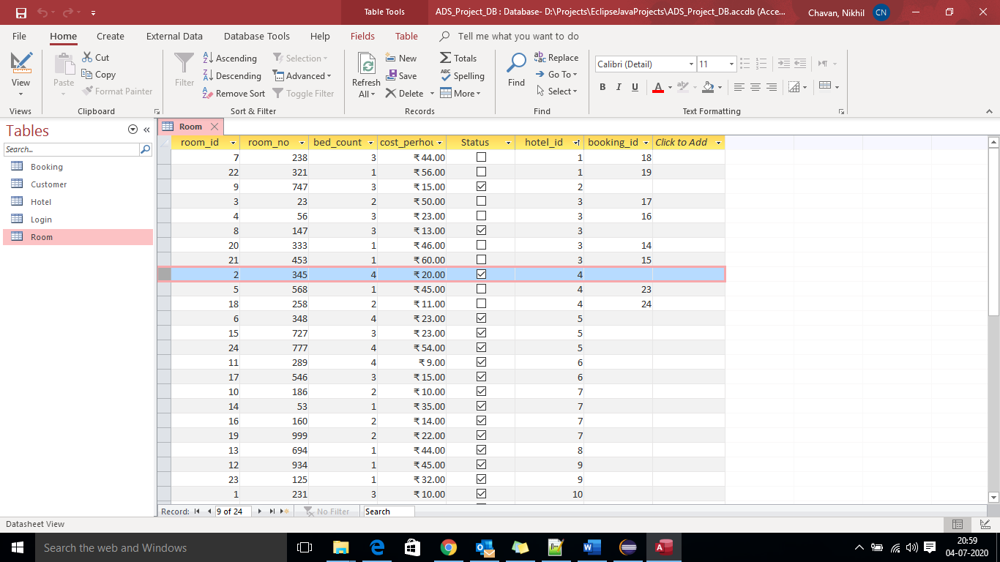 Table Tools
ADS_Project_DB : Database- D:\Projects\EclipseJavaProjects\ADS_Project_DB.accdb (Acce...
Chavan, Nikhil CN
File Home Create External Data Database Tools Help Fields Table Tell me what you want to do
View
Views
Paste
Cut
Copy
Format Painter
Clipboard
Filter
Ascending
Descending
Remove Sort
Selection
Advanced
Toggle Filter
Sort & Filter
Refresh
All
New
Save
Delete
Totals
Spelling
More
Records
Find
Replace
Go To
Select
Find
Calibri (Detail) 11
B I U A
Text Formatting
Tables
Search...
Booking
Customer
Hotel
Login
Room
Room
room_id room_no bed_count cost_perhou Status hotel_id booking_id Click to Add
7 238 3 ₹ 44.00 1 18
22 321 1 ₹ 56.00 1 19
9 747 3 ₹ 15.00 2
3 23 2 ₹ 50.00 3 17
4 56 3 ₹ 23.00 3 16
8 147 3 ₹ 13.00 3
20 333 1 ₹ 46.00 3 14
21 453 1 ₹ 60.00 3 15
2 345 4 ₹ 20.00 4
5 568 1 ₹ 45.00 4 23
18 258 2 ₹ 11.00 4 24
6 348 4 ₹ 23.00 5
15 727 3 ₹ 23.00 5
24 777 4 ₹ 54.00 5
11 289 4 ₹ 9.00 6
17 546 3 ₹ 15.00 6
10 186 2 ₹ 10.00 7
14 53 1 ₹ 35.00 7
16 160 2 ₹ 14.00 7
19 999 2 ₹ 22.00 7
13 694 1 ₹ 44.00 8
12 934 1 ₹ 45.00 9
23 125 1 ₹ 32.00 9
1 231 3 ₹ 10.00 10
Record: 9 of 24 No Filter Search
Datasheet View
Search the web and Windows
20:59
04-07-2020